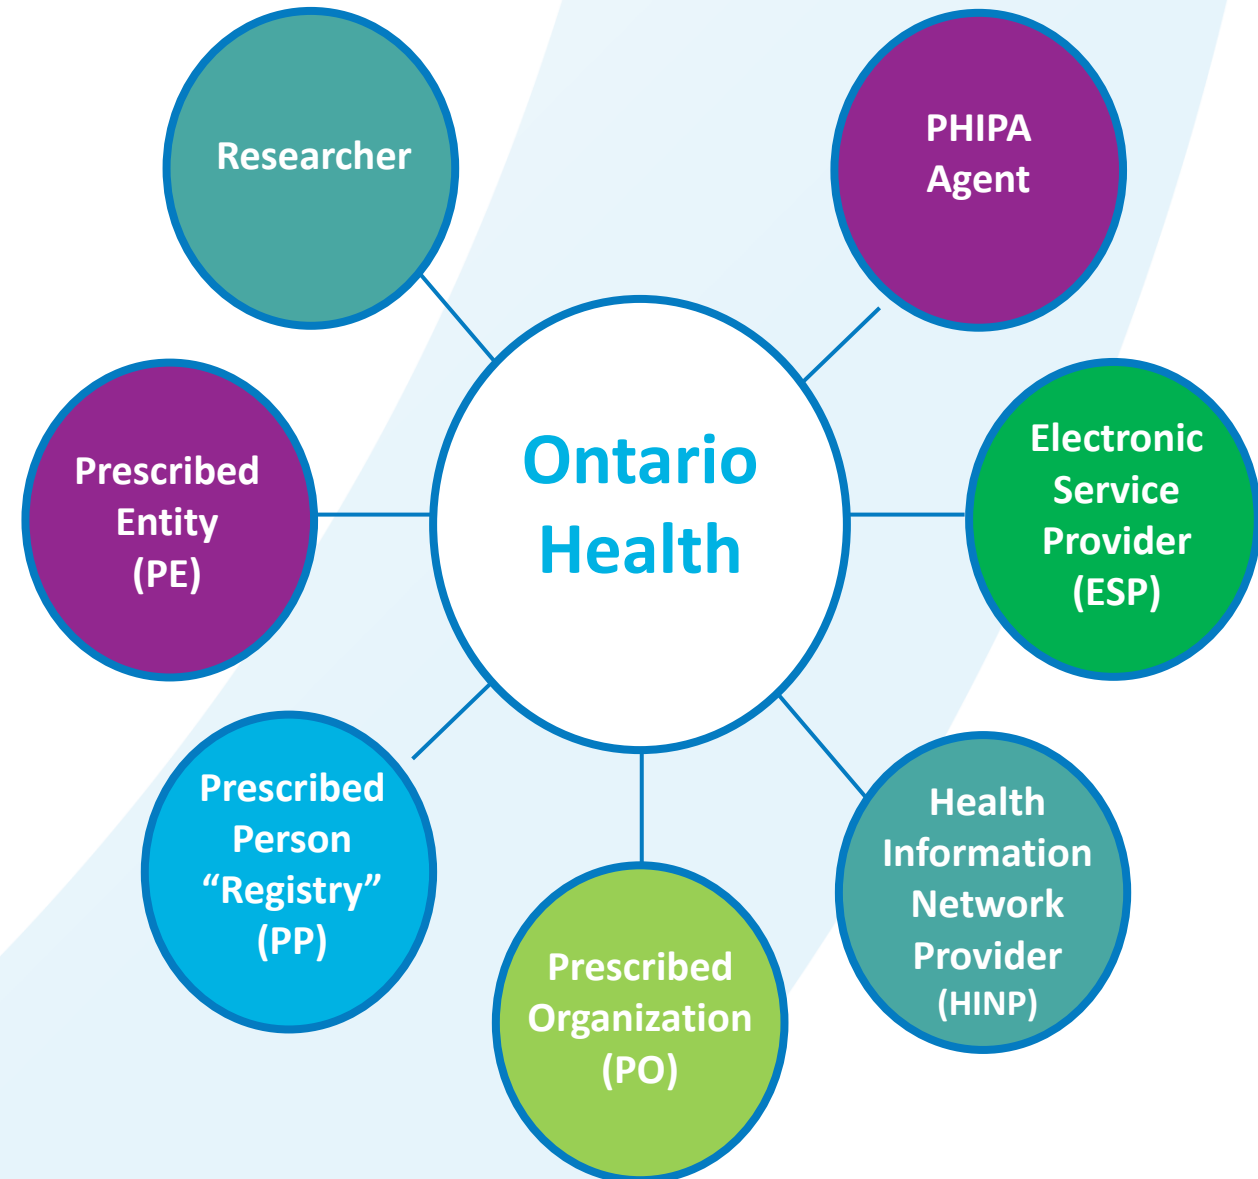 Researcher
PHIPA
Agent
Ontario
Health
Prescribed
Entity
(PE)
Electronic
Service
Provider
(ESP)
Prescribed
Person
“Registry”
(PP)
Health
Information
Network
Provider
(HINP)
Prescribed
Organization
(PO)